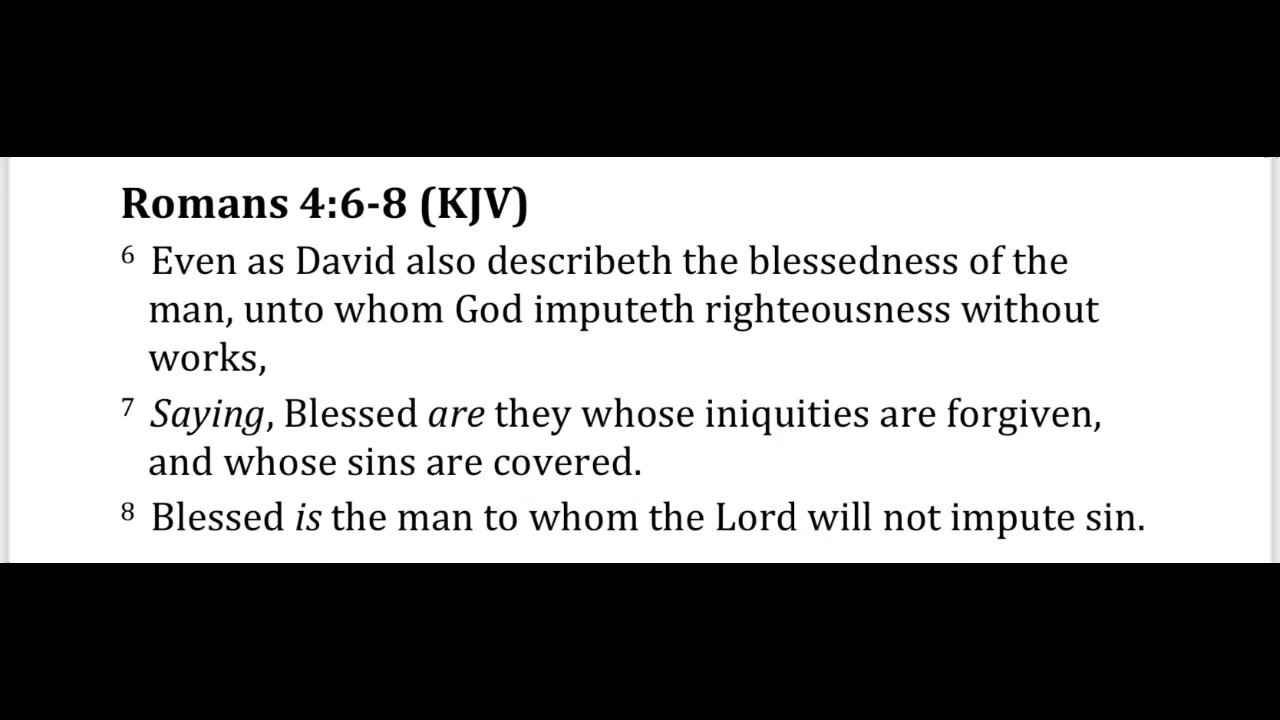 Romans 4:6-8 (KJV)
6 Even as David also describeth the blessedness of the
man, unto whom God imputeth righteousness without
works,
7 Saying, Blessed are they whose iniquities are forgiven,
and whose sins are covered.
8 Blessed is the man to whom the Lord will not impute sin.